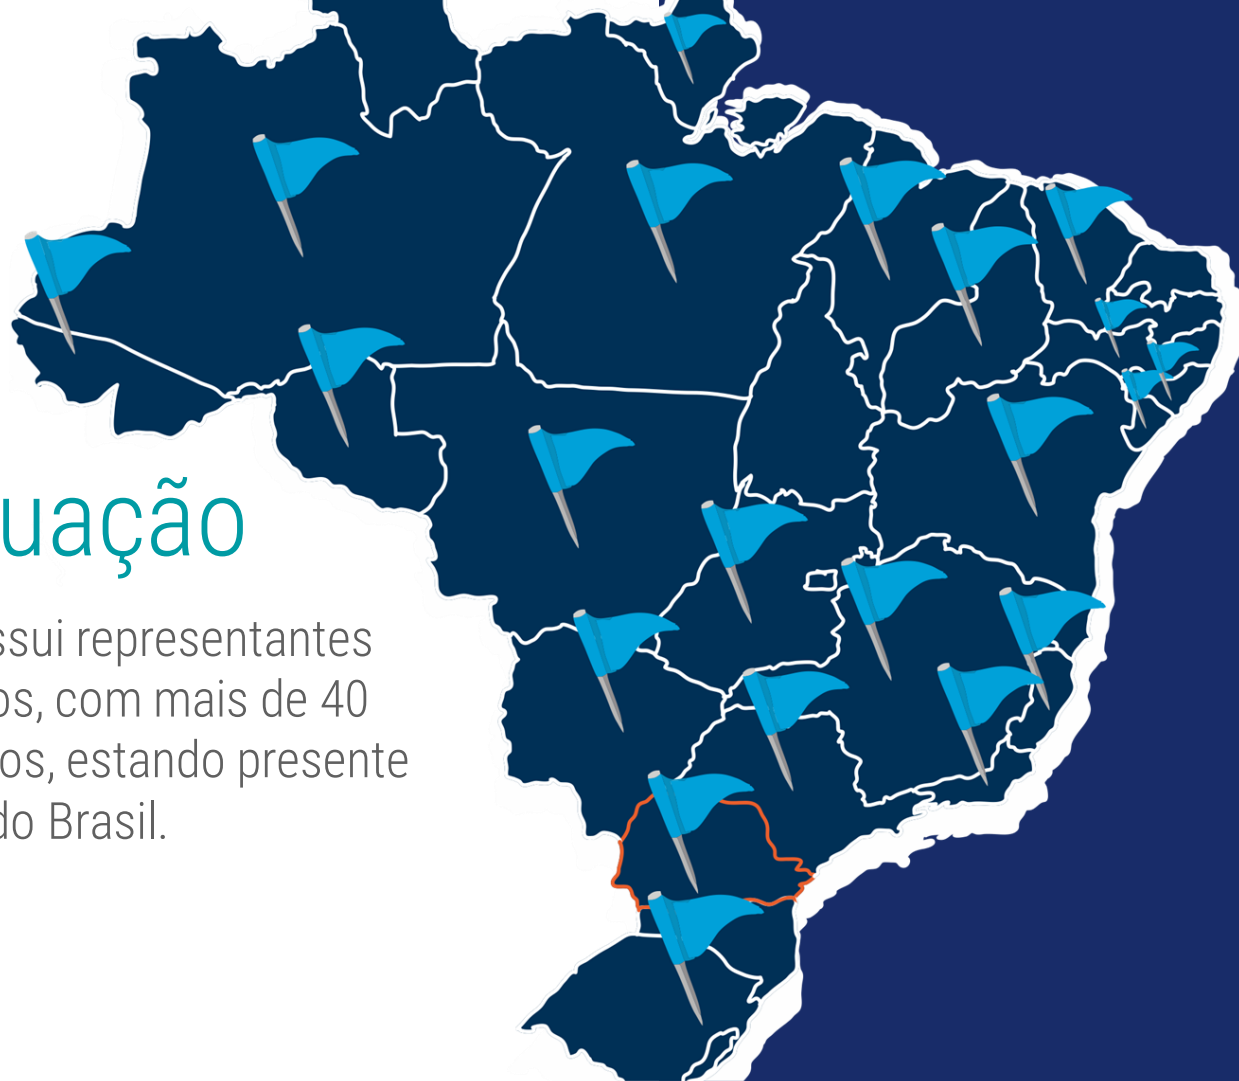 uação
ssui representantes
os, com mais de 40
os, estando presente
do Brasil.